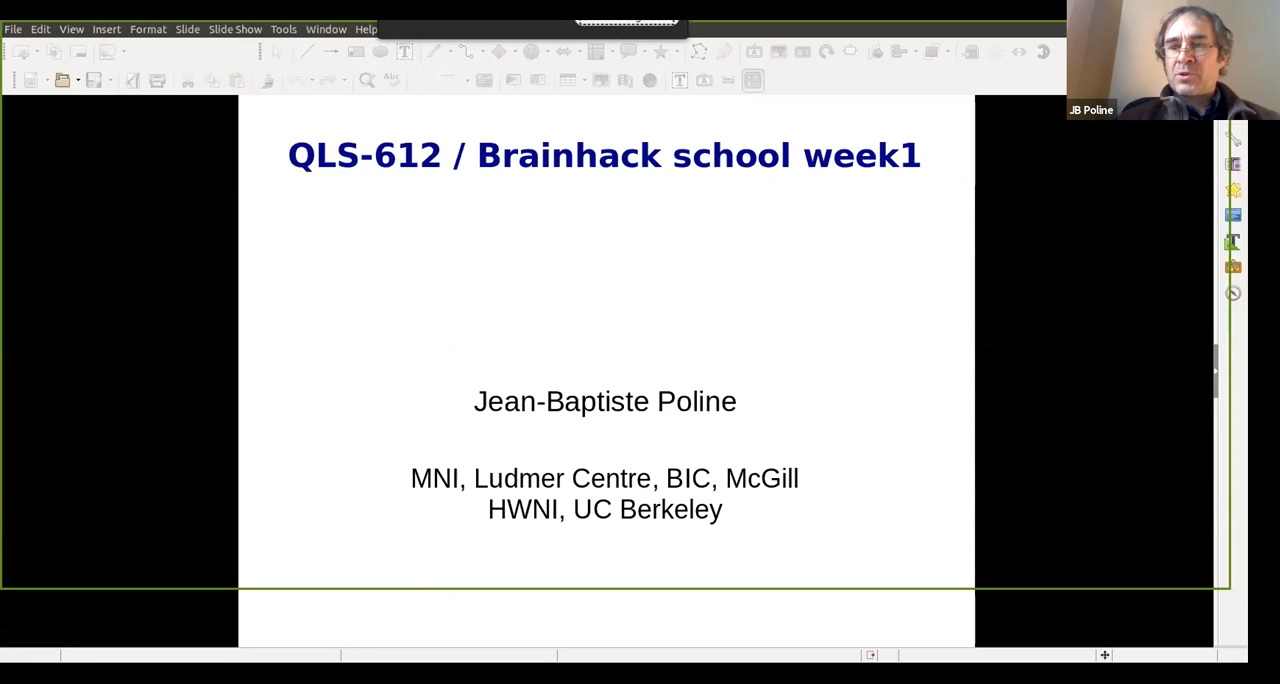 File Edit View Insert Format Slide Slide Show Tools Window Help
JB Poline
QLS-612 / Brainhack school week1
Jean-Baptiste Poline
MNI, Ludmer Centre, BIC, McGill
HWNI, UC Berkeley